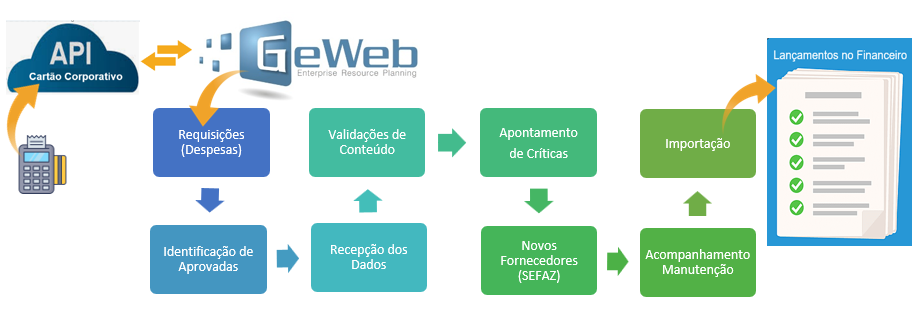 API
Cartão Corporativo
GeWeb
Enterprise Resource Planning
Requisições
(Despesas)
Identificação de
Aprovadas
Recepção dos
Dados
Validações de
Conteúdo
Apontamento
de Críticas
Novos
Fornecedores
(SEFAZ)
Acompanhamento
Manutenção
Importação
Lançamentos no Financeiro